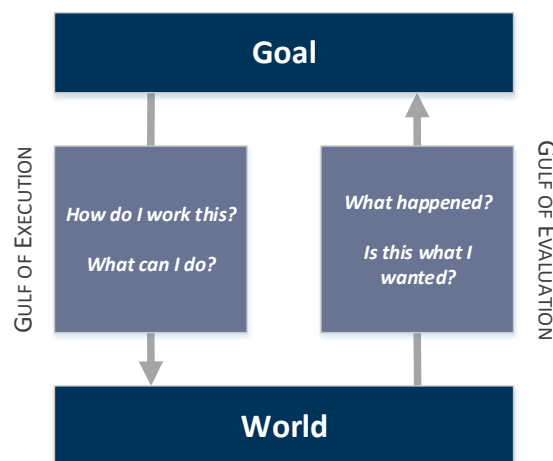 Goal
GULF OF EXECUTION
How do I work this?
What can I do?
What happened?
Is this what I
wanted?
GULF OF EVALUATION
World